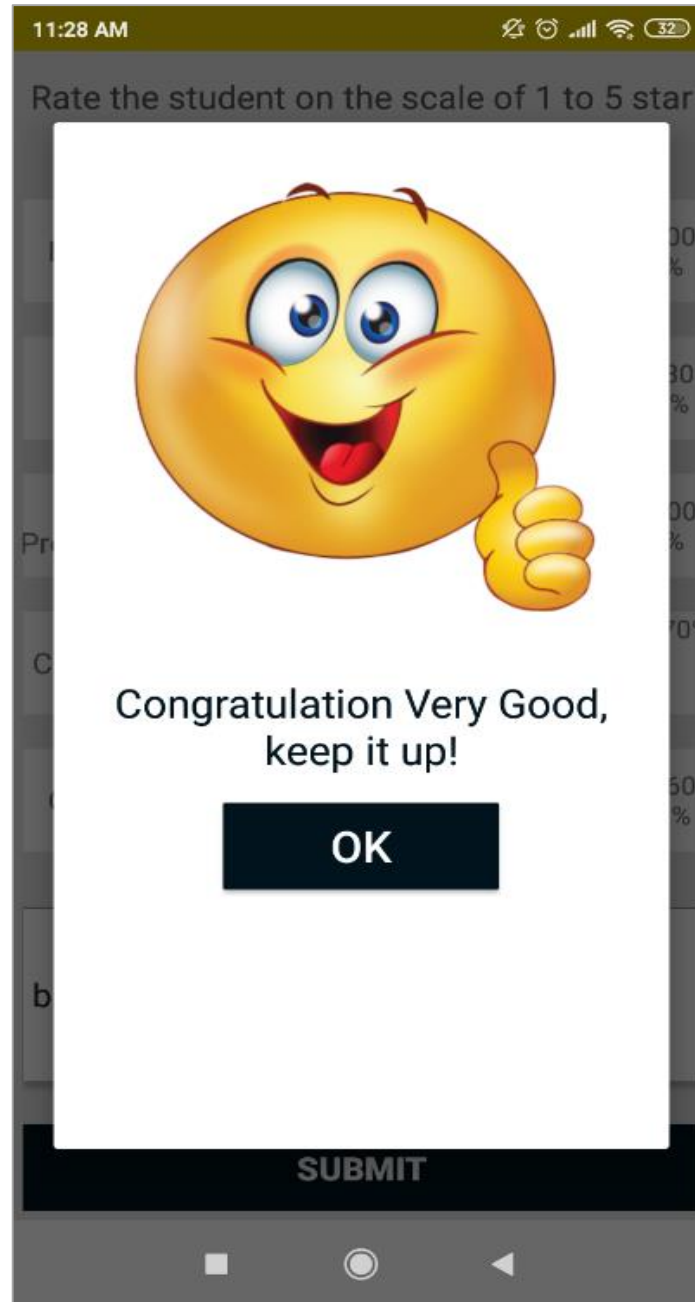 11:28 AM
32
Rate the student on the scale of 1 to 5 star
Congratulation Very Good,
keep it up!
OK
SUBMIT